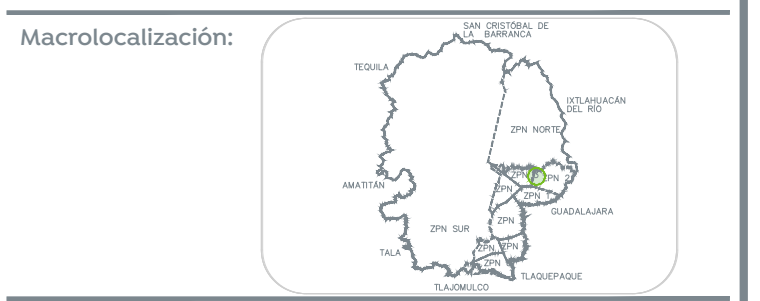 Macrolocalización:
SAN CRISTÓBAL DE
LA BARRANCA
TEQUILA
IXTLAHUACÁN
DEL RÍO
ZPN NORTE
ZPN
ZPN 2
AMATITÁN
ZPN
ZPN 1
GUADALAJARA
ZPN
ZPN SUR
ZPN
ZPN
TALA
ZPN
TLAQUEPAQUE
TLAJOMULCO